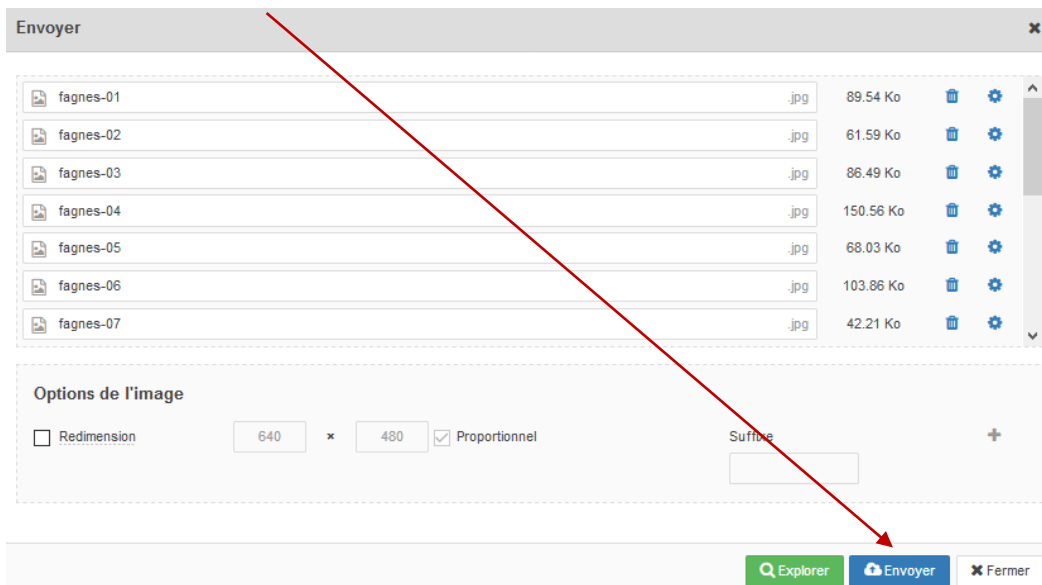 Envoyer
fagnes-01 .jpg 89.54 Ko
fagnes-02 .jpg 61.59 Ko
fagnes-03 .jpg 86.49 Ko
fagnes-04 .jpg 150.56 Ko
fagnes-05 .jpg 68.03 Ko
fagnes-06 .jpg 103.86 Ko
fagnes-07 .jpg 42.21 Ko
Options de l'image
Redimension 640 × 480 Proportionnel Suffixe
Explorer Envoyer Fermer